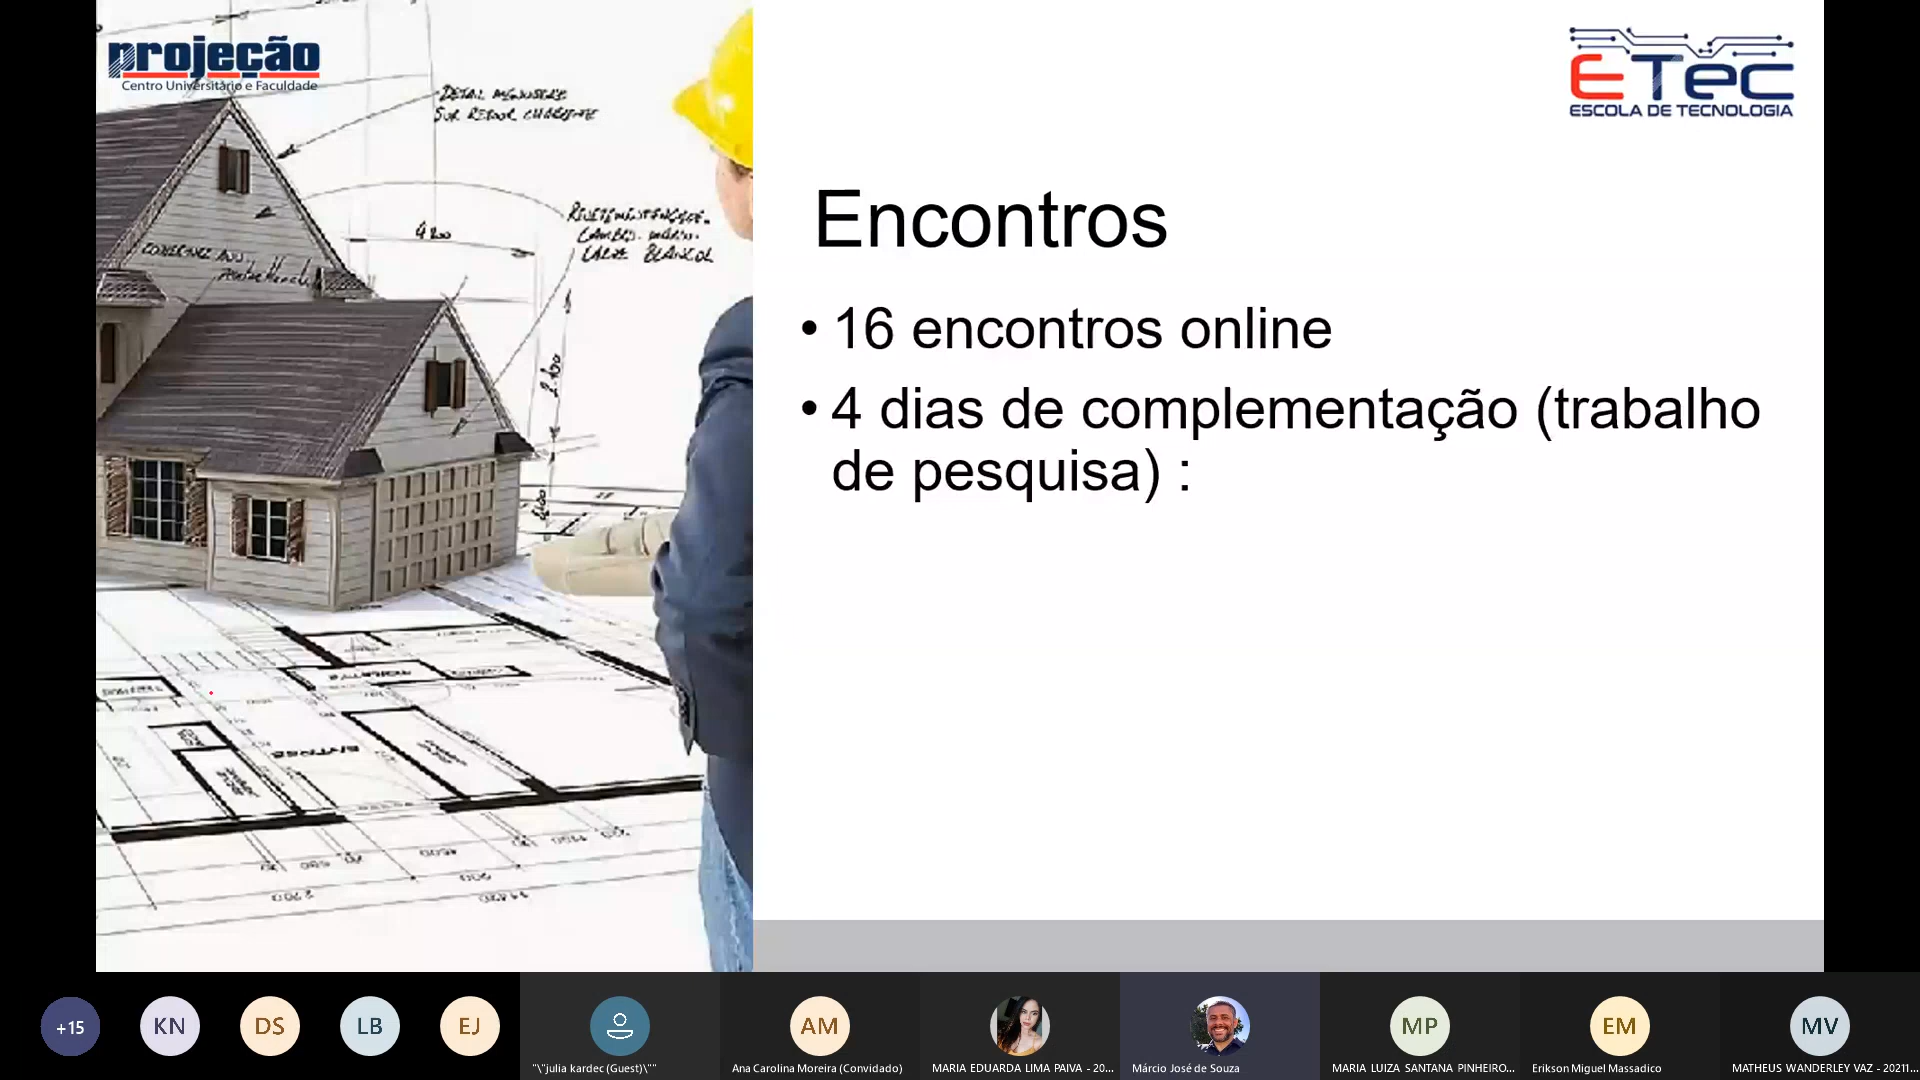 projeção
Centro Universitário e Faculdade
ETec
ESCOLA DE TECNOLOGIA
Encontros
• 16 encontros online
• 4 dias de complementação (trabalho
de pesquisa) :
+15
KN
DS
LB
EJ
"\"julia kardec (Guest)\""
AM
Ana Carolina Moreira (Convidado)
MARIA EDUARDA LIMA PAIVA - 20...
Márcio José de Souza
MP
MARIA LUIZA SANTANA PINHEIRO...
EM
Erikson Miguel Massadico
MV
MATHEUS WANDERLEY VAZ - 20211...